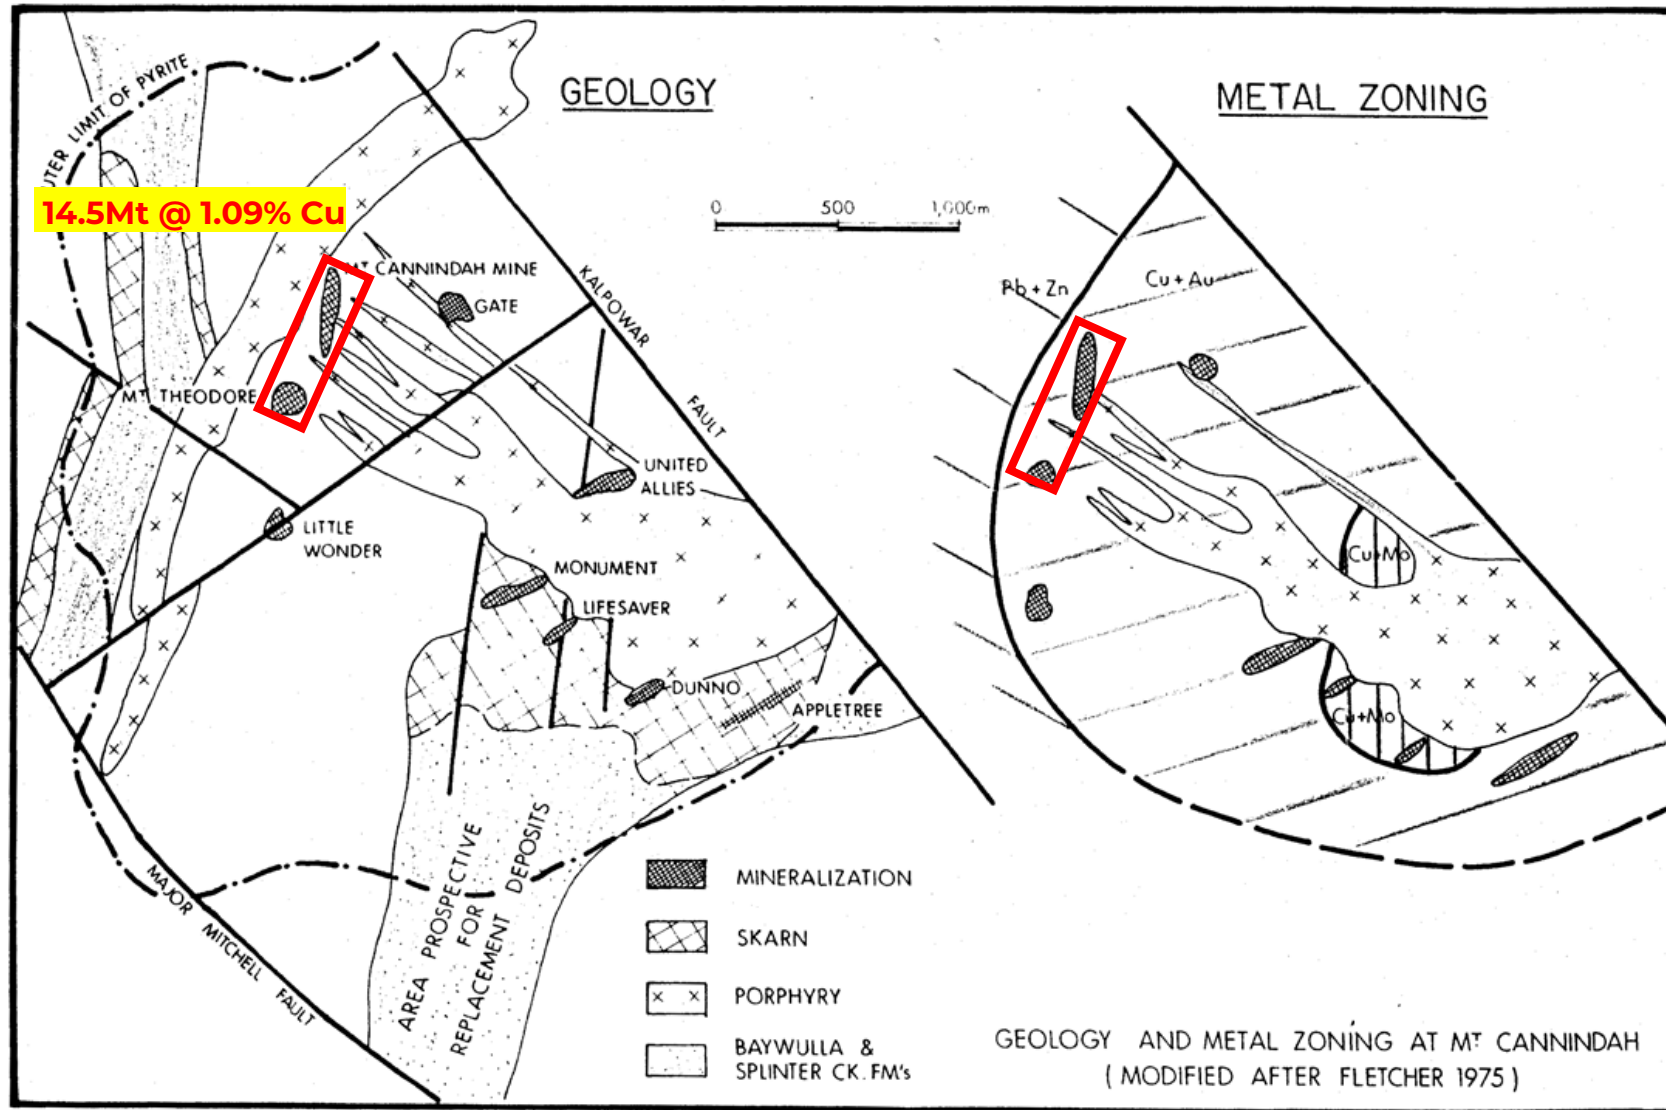 GEOLOGY
METAL ZONING
OUTER LIMIT OF PYRITE
14.5Mt @ 1.09% Cu
0 500 1,000m
MT CANNINDAH MINE
GATE
KALPOWAR FAULT
MT THEODORE
UNITED
ALLIES
LITTLE
WONDER
MONUMENT
LIFESAVER
DUNNO
APPLETREE
MAJOR MITCHELL FAULT
AREA PROSPECTIVE
FOR
REPLACEMENT DEPOSITS
Pb + Zn
Cu + Au
Cu+Mo
Cu+Mo
MINERALIZATION
SKARN
PORPHYRY
BAYWULLA &
SPLINTER CK. FM's
GEOLOGY AND METAL ZONING AT MT CANNINDAH
( MODIFIED AFTER FLETCHER 1975 )